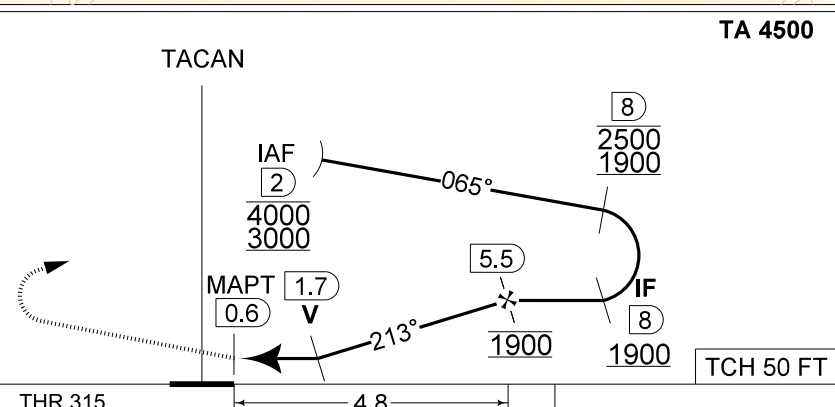 TA 4500
TACAN
8
2500
1900
IAF
2
4000
3000
065°
5.5
MAPT
0.6
1.7
V
213°
1900
IF
8
1900
TCH 50 FT
THR 315
4.8